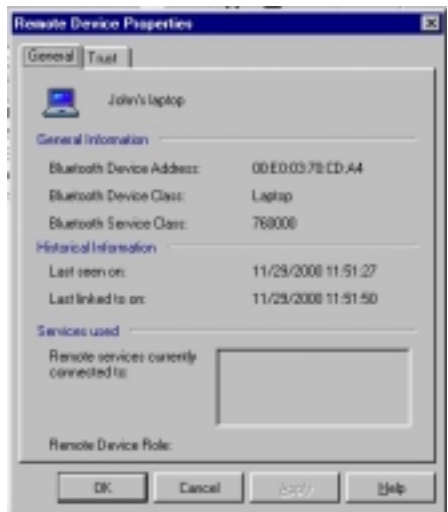 Remote Device Properties
General
Trust
John's laptop
General Information
Bluetooth Device Address: 00:E0:03:70:CD:A4
Bluetooth Device Class: Laptop
Bluetooth Service Class: 760000
Historical Information
Last seen on: 11/29/2000 11:51:27
Last linked to on: 11/29/2000 11:51:50
Services used
Remote services currently
connected to:
Remote Device Role:
OK
Cancel
Apply
Help